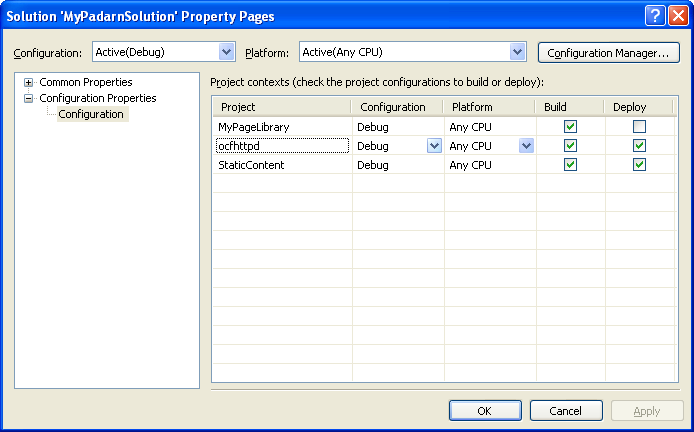 Solution 'MyPadarnSolution' Property Pages
Configuration: Active(Debug) Platform: Active(Any CPU) Configuration Manager...
Common Properties
Configuration Properties
Configuration
Project contexts (check the project configurations to build or deploy):
Project Configuration Platform Build Deploy
MyPageLibrary Debug Any CPU
ocfhttpd Debug Any CPU
StaticContent Debug Any CPU
OK Cancel Apply